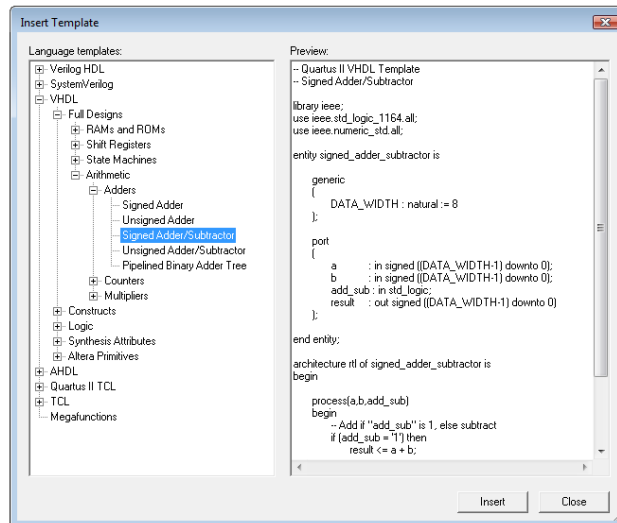 Insert Template
Language templates:
Verilog HDL
SystemVerilog
VHDL
Full Designs
RAMs and ROMs
Shift Registers
State Machines
Arithmetic
Adders
Signed Adder
Unsigned Adder
Signed Adder/Subtractor
Unsigned Adder/Subtractor
Pipelined Binary Adder Tree
Counters
Multipliers
Constructs
Logic
Synthesis Attributes
Altera Primitives
AHDL
Quartus II TCL
TCL
Megafunctions
Preview:
-- Quartus II VHDL Template
-- Signed Adder/Subtractor
library ieee;
use ieee.std_logic_1164.all;
use ieee.numeric_std.all;
entity signed_adder_subtractor is
generic
(
DATA_WIDTH : natural := 8
);
port
(
a : in signed ((DATA_WIDTH-1) downto 0);
b : in signed ((DATA_WIDTH-1) downto 0);
add_sub : in std_logic;
result : out signed ((DATA_WIDTH-1) downto 0)
);
end entity;
architecture rtl of signed_adder_subtractor is
begin
process(a,b,add_sub)
begin
-- Add if "add_sub" is 1, else subtract
if (add_sub = '1') then
result <= a + b;
Insert
Close